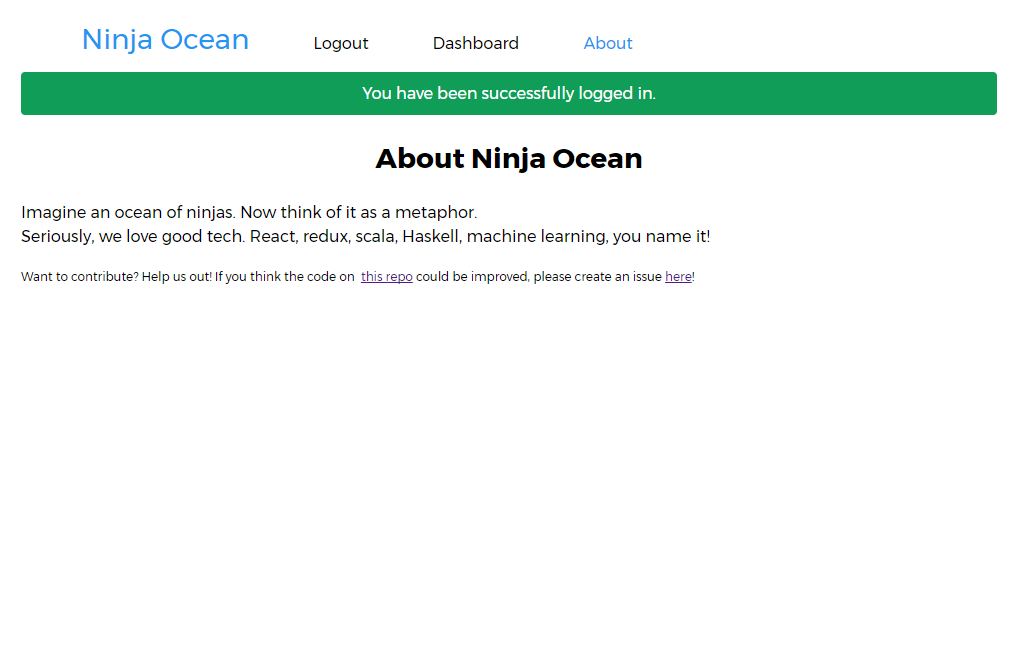 Ninja Ocean Logout Dashboard About
You have been successfully logged in.
About Ninja Ocean
Imagine an ocean of ninjas. Now think of it as a metaphor.
Seriously, we love good tech. React, redux, scala, Haskell, machine learning, you name it!
Want to contribute? Help us out! If you think the code on this repo could be improved, please create an issue here!